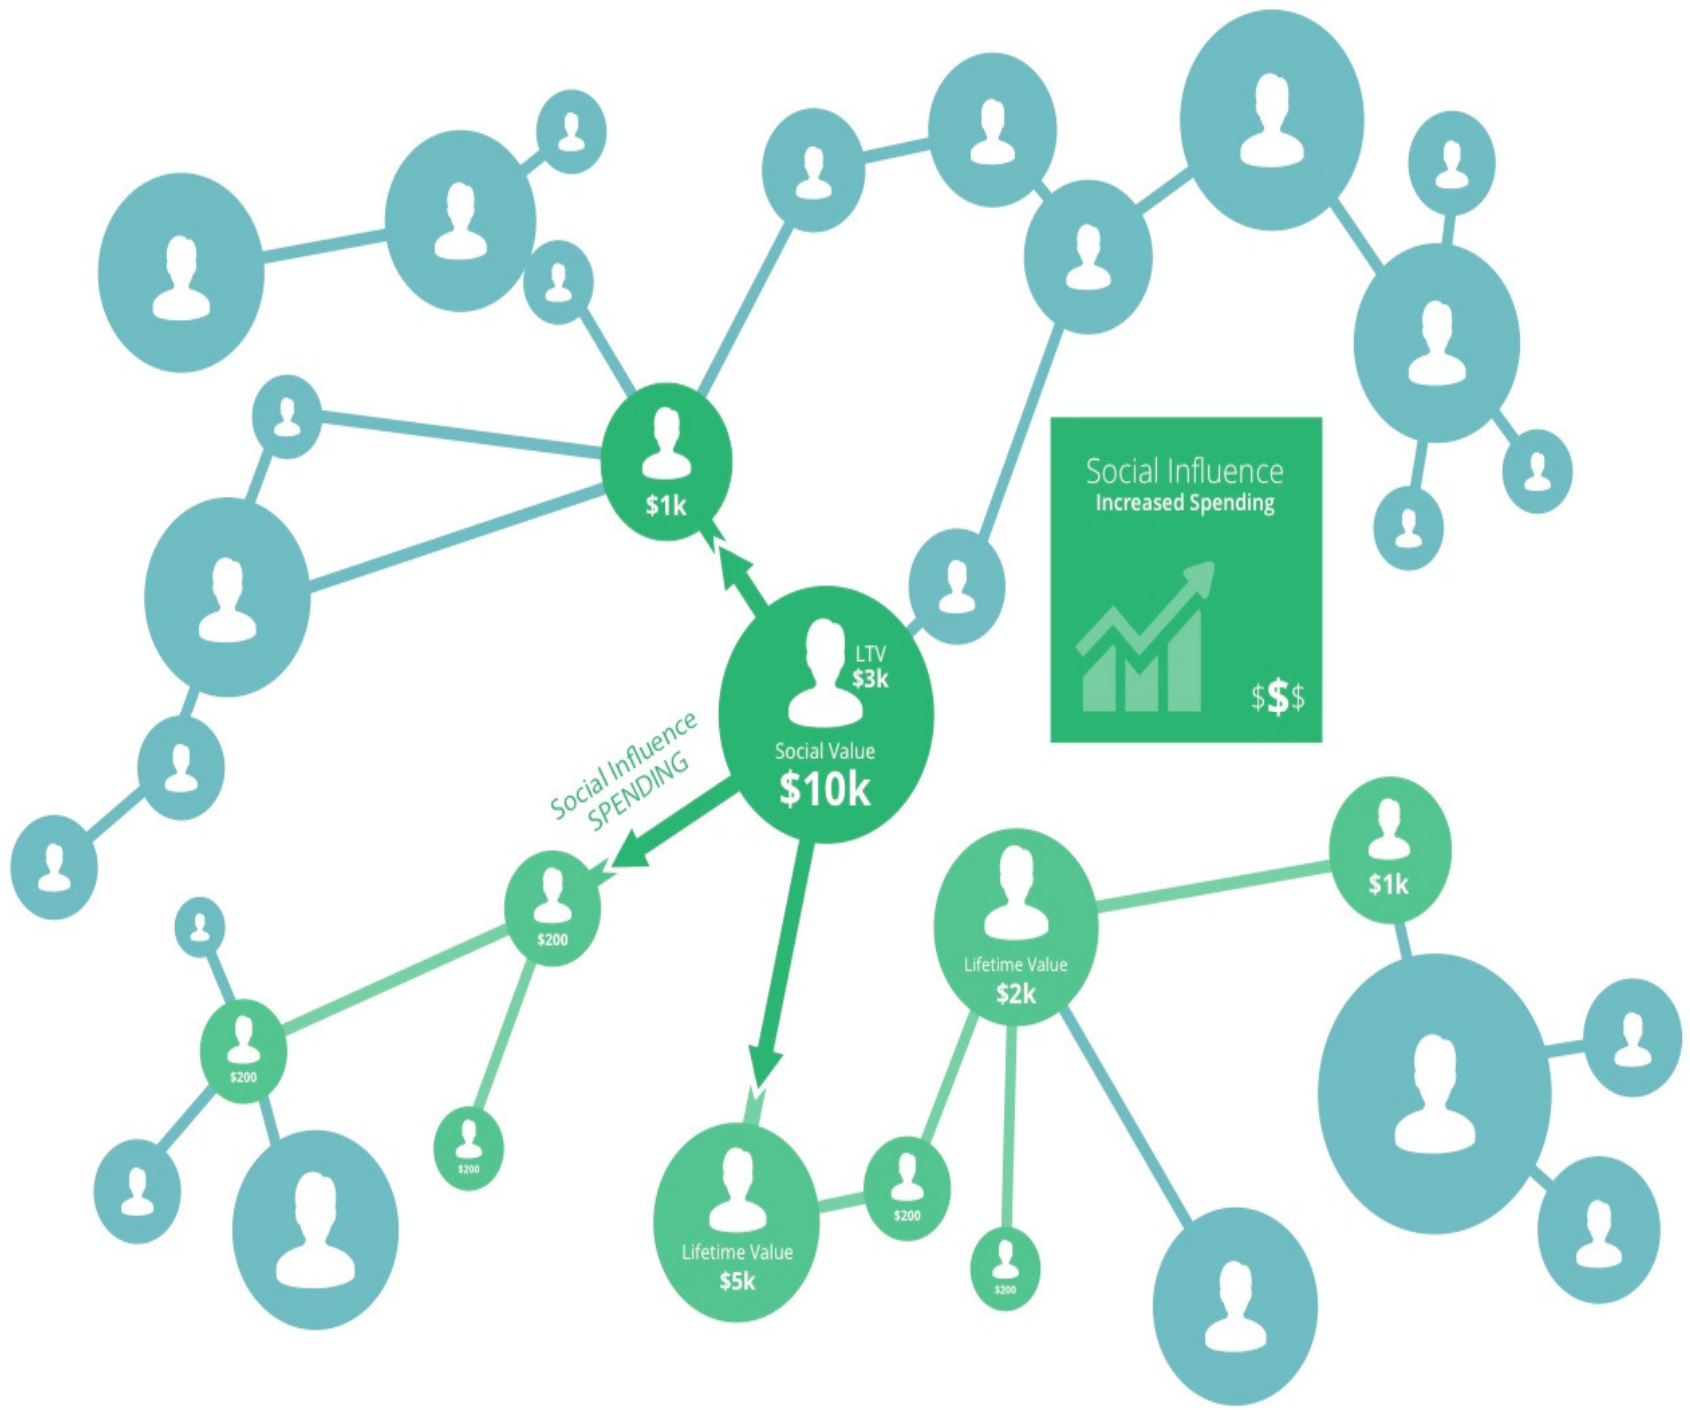 $1k
Social Influence
Increased Spending
$$$
LTV
$3k
Social Value
$10k
Social Influence
SPENDING
$200
$200
$200
Lifetime Value
$5k
$200
Lifetime Value
$2k
$200
$1k